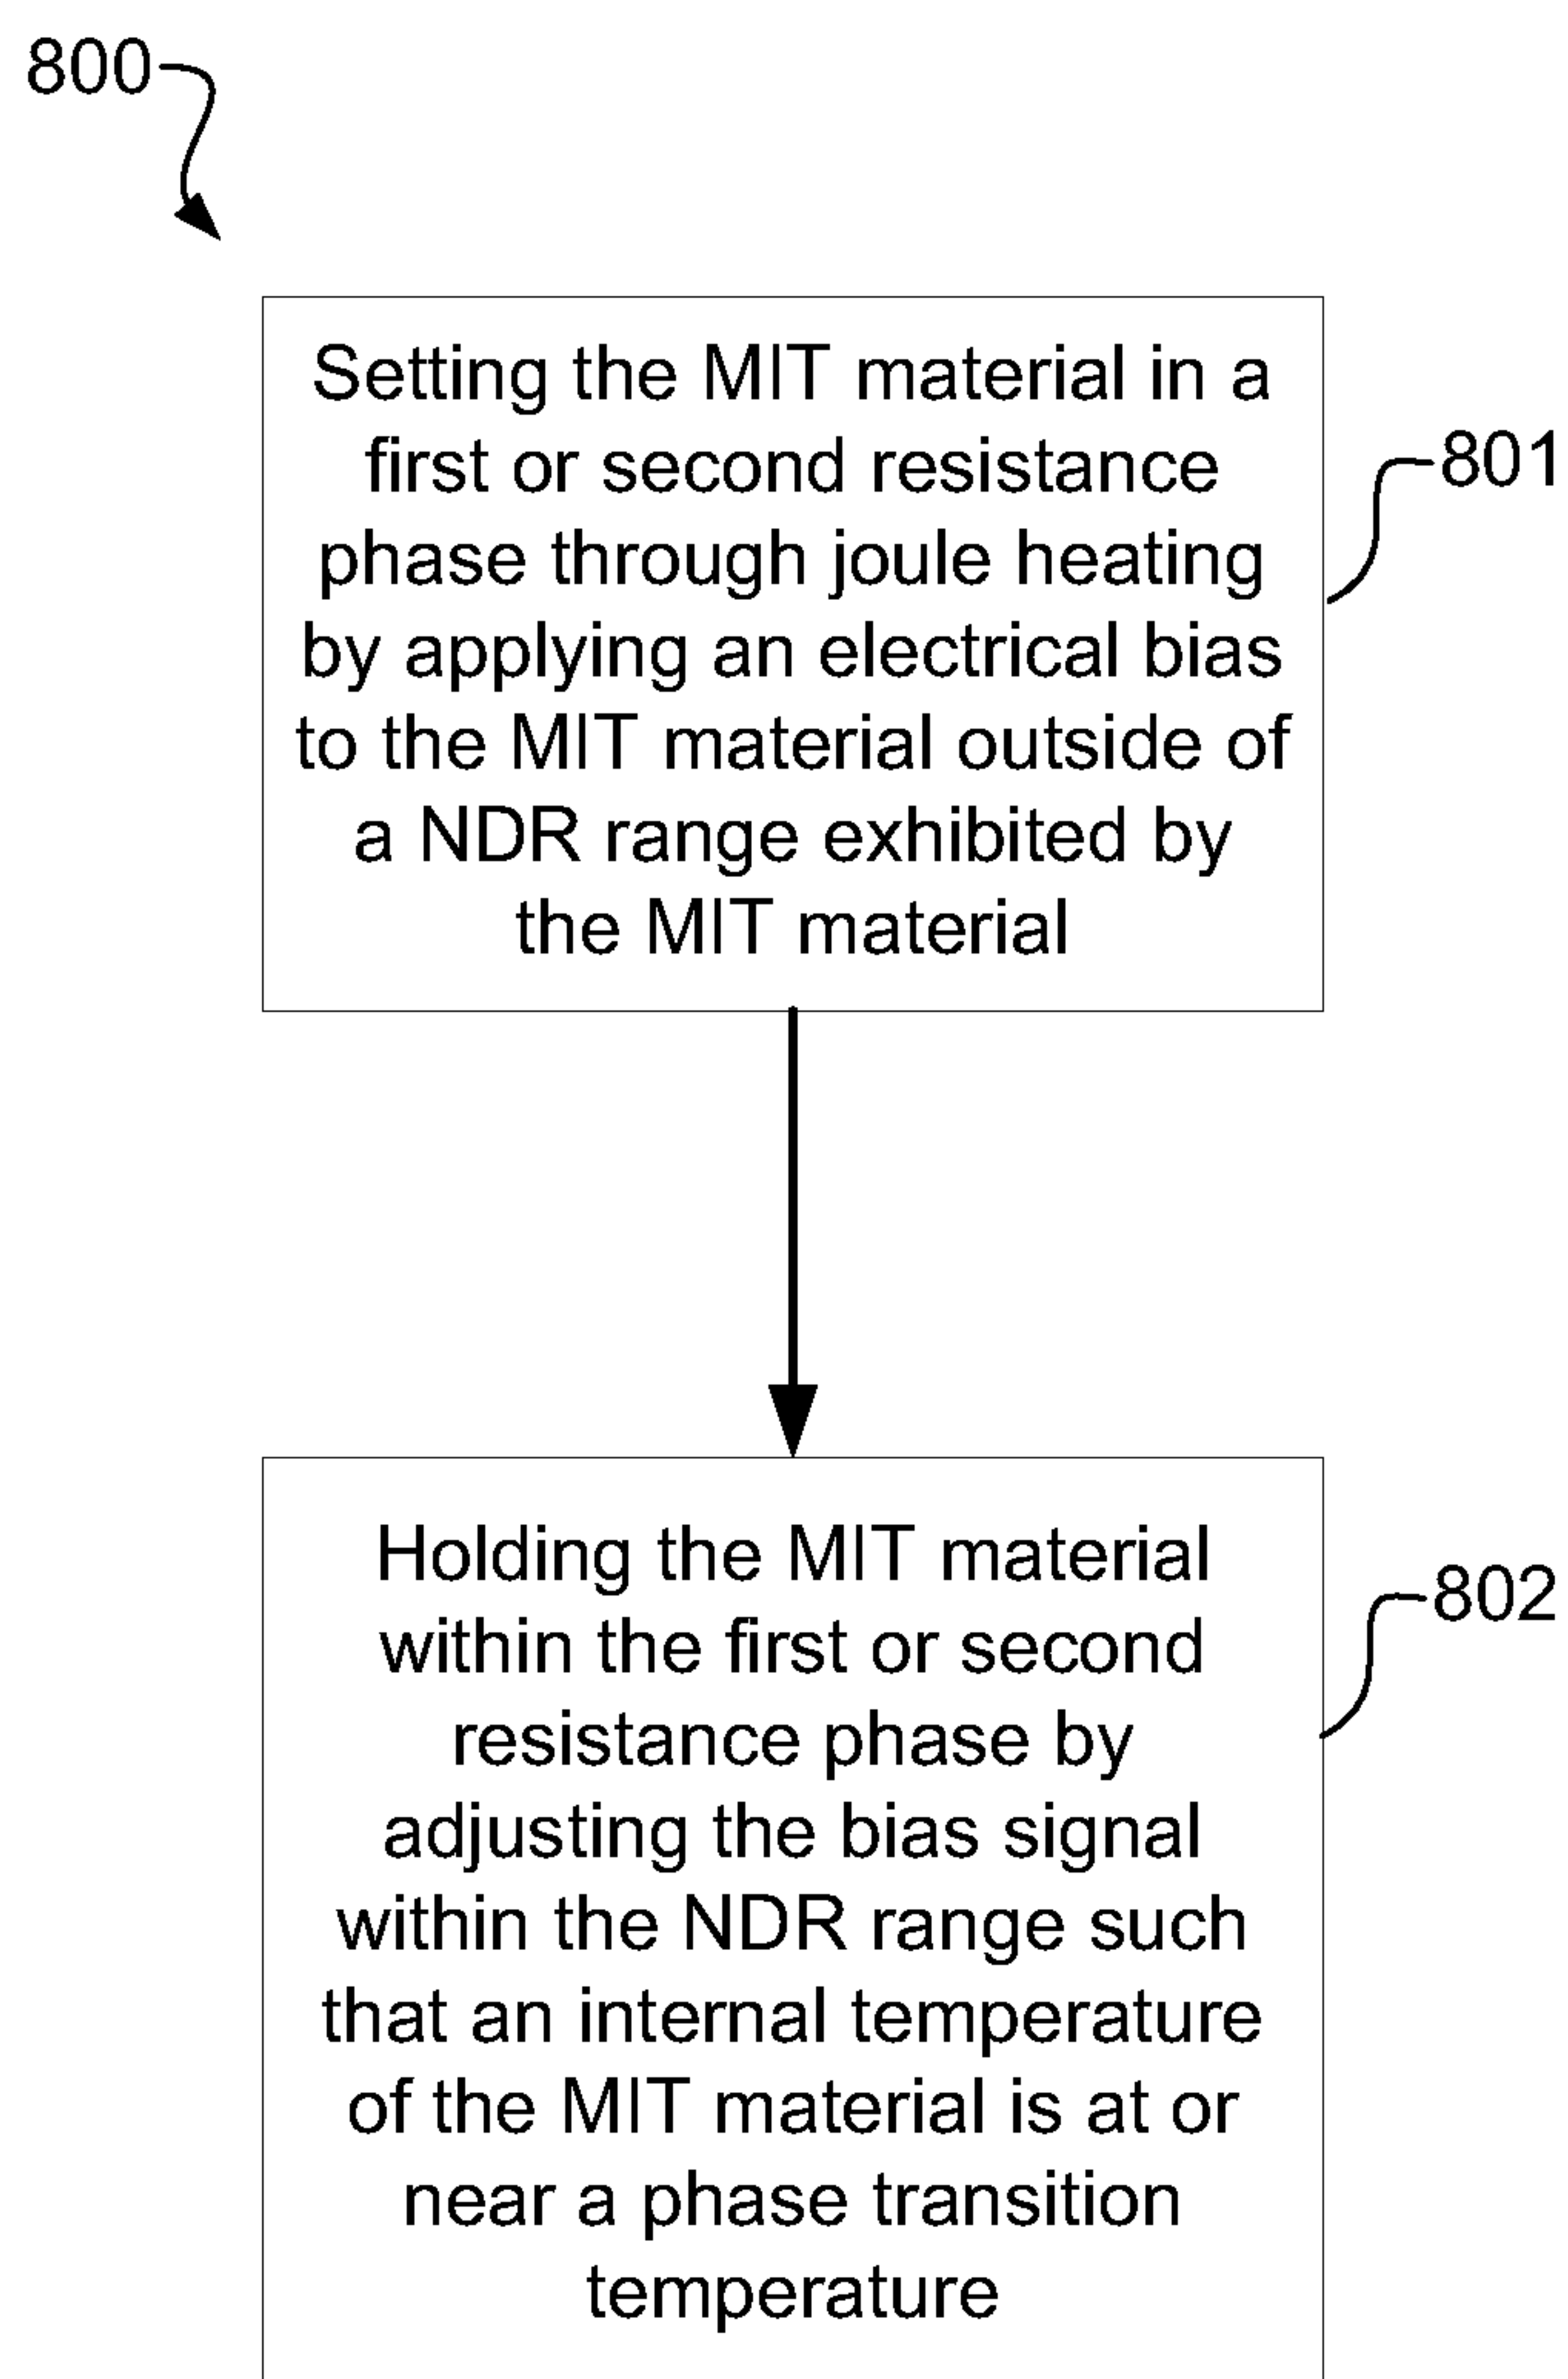 800
Setting the MIT material in a
first or second resistance
phase through joule heating
by applying an electrical bias
to the MIT material outside of
a NDR range exhibited by
the MIT material
801
Holding the MIT material
within the first or second
resistance phase by
adjusting the bias signal
within the NDR range such
that an internal temperature
of the MIT material is at or
near a phase transition
temperature
802